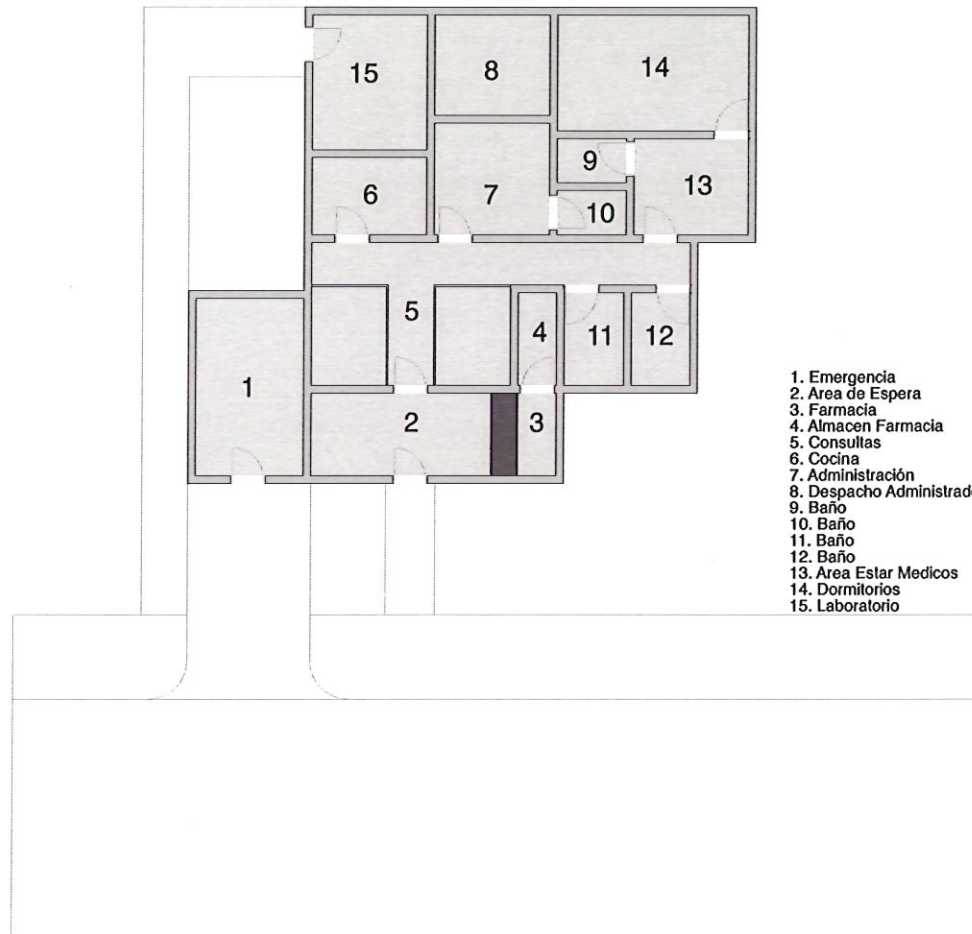 15
8
14
9
13
6
7
10
5
4
11
12
1
2
3
1. Emergencia
2. Area de Espera
3. Farmacia
4. Almacen Farmacia
5. Consultas
6. Cocina
7. Administración
8. Despacho Administrad
9. Baño
10. Baño
11. Baño
12. Baño
13. Area Estar Medicos
14. Dormitorios
15. Laboratorio